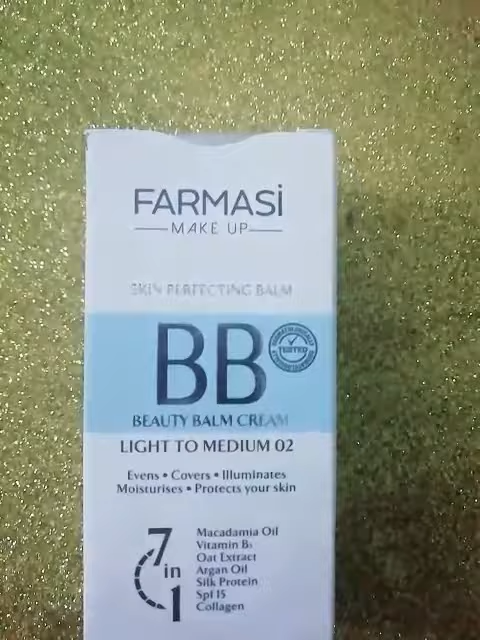 FARMASi
MAKE UP
SKIN PERFECTING BALM
BB
TESTED
BEAUTY BALM CREAM
LIGHT TO MEDIUM 02
Evens • Covers • Illuminates
Moisturises • Protects your skin
7 in 1
Macadamia Oil
Vitamin B₅
Oat Extract
Argan Oil
Silk Protein
Spf 15
Collagen